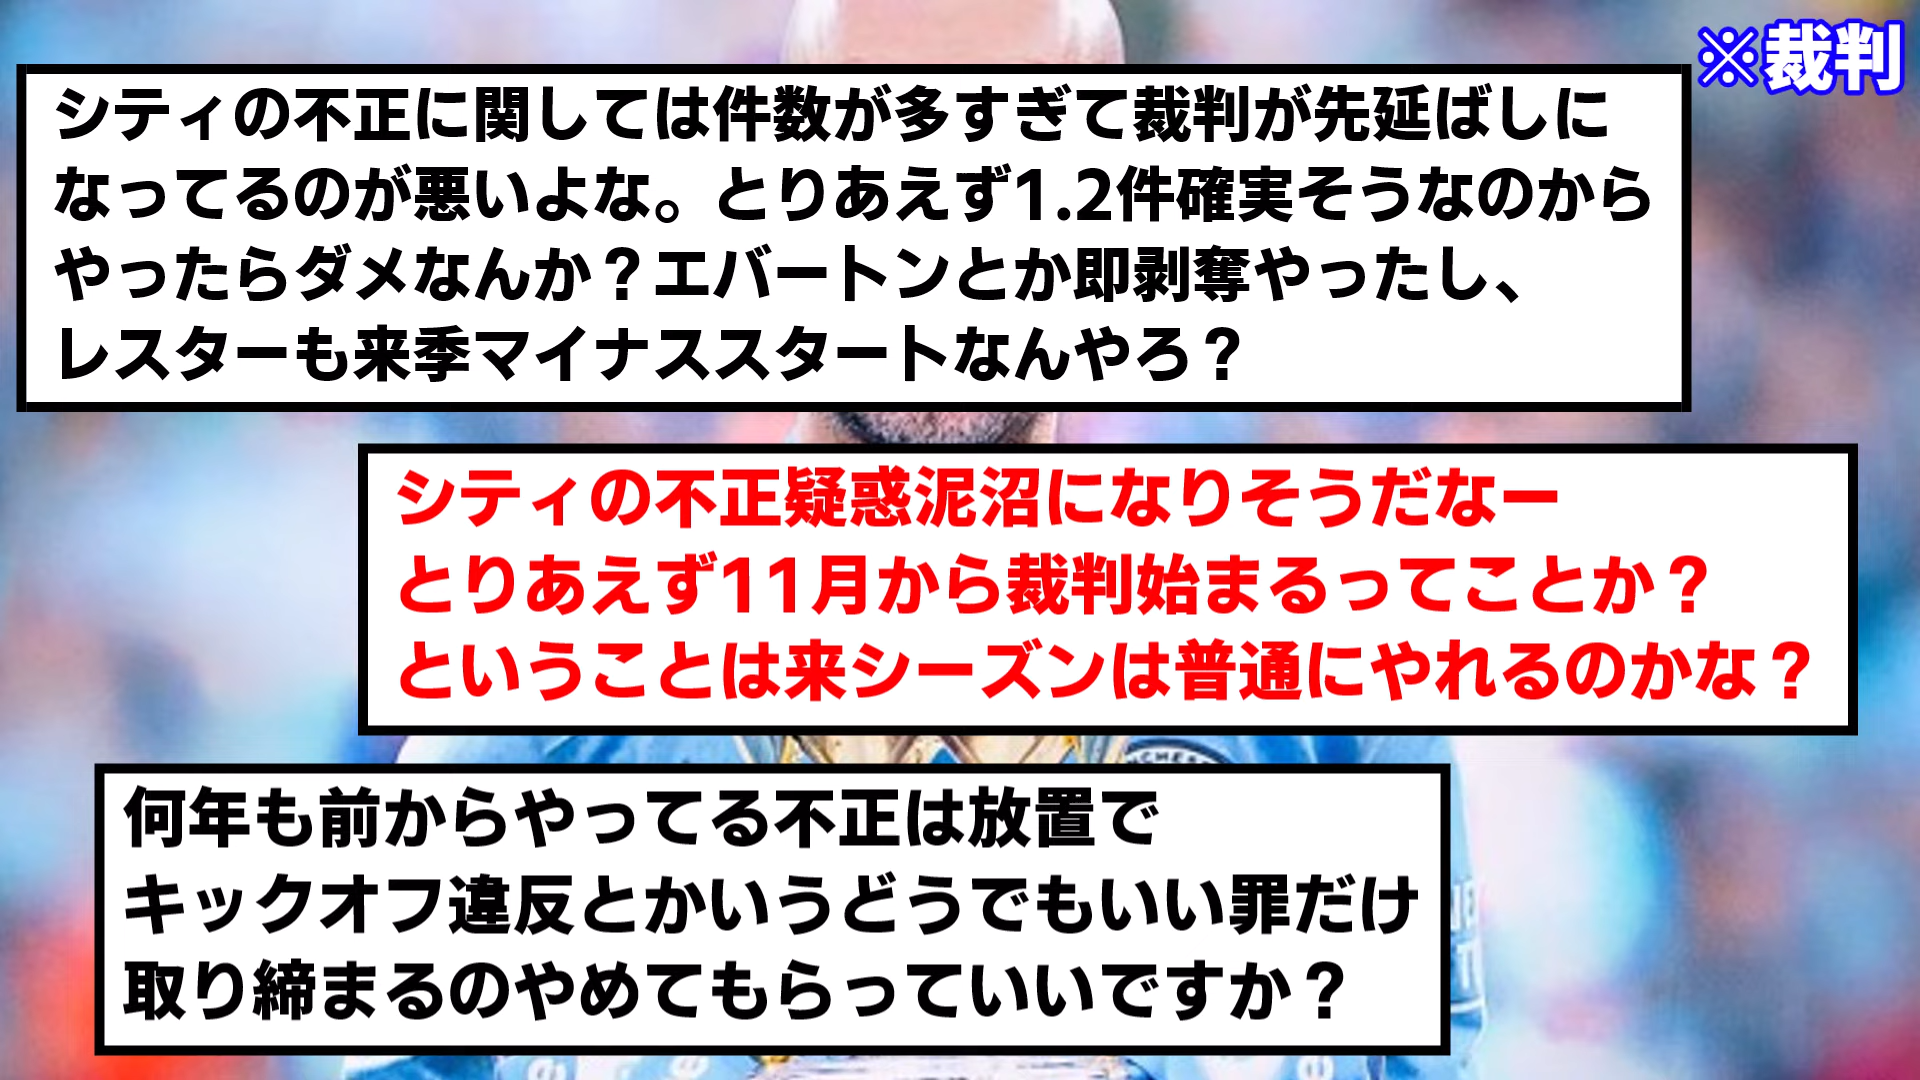 ※裁判
シティの不正に関しては件数が多すぎて裁判が先延ばしに
なってるのが悪いよな。とりあえず1.2件確実そうなのから
やったらダメなんか？エバートンとか即剥奪やったし、
レスターも来季マイナススタートなんやろ？
シティの不正疑惑泥沼になりそうだなー
とりあえず11月から裁判始まるってことか？
ということは来シーズンは普通にやれるのかな？
何年も前からやってる不正は放置で
キックオフ違反とかいうどうでもいい罪だけ
取り締まるのやめてもらっていいですか？